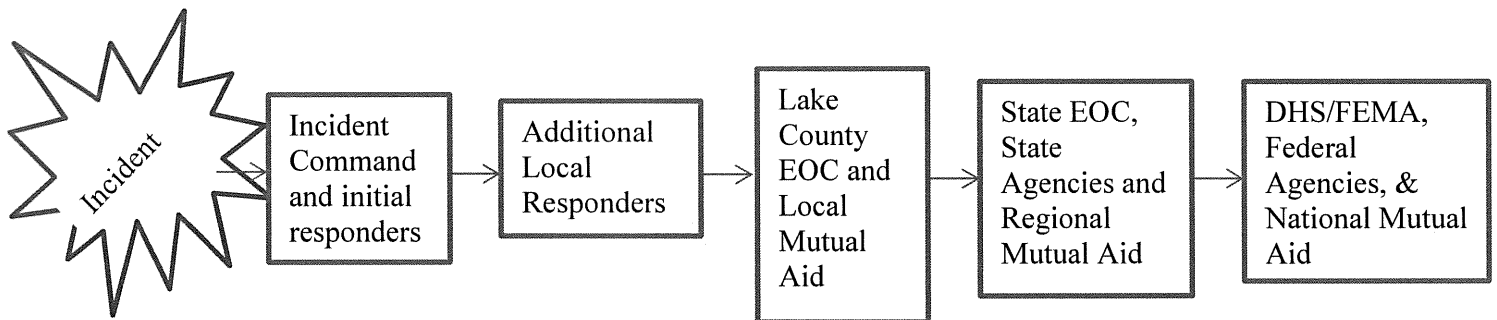 Incident
Incident
Command
and initial
responders
Additional
Local
Responders
Lake
County
EOC and
Local
Mutual
Aid
State EOC,
State
Agencies and
Regional
Mutual Aid
DHS/FEMA,
Federal
Agencies, &
National Mutual
Aid